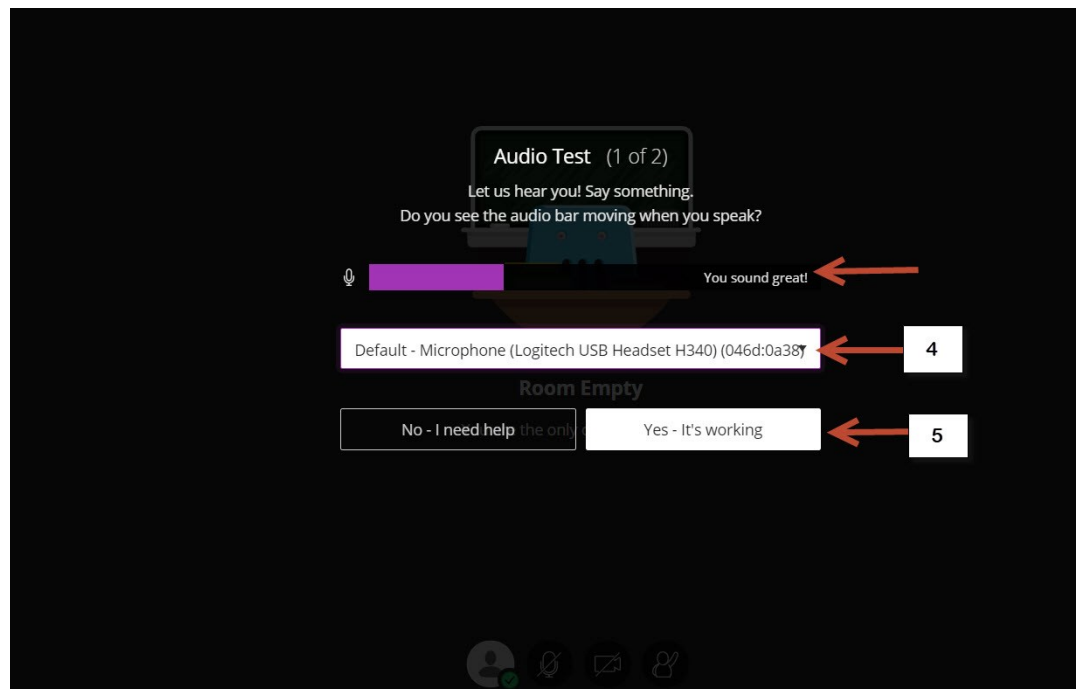 Audio Test (1 of 2)
Let us hear you! Say something.
Do you see the audio bar moving when you speak?
You sound great!
Default - Microphone (Logitech USB Headset H340) (046d:0a38)
4
Room Empty
No - I need help
the only
Yes - It's working
5